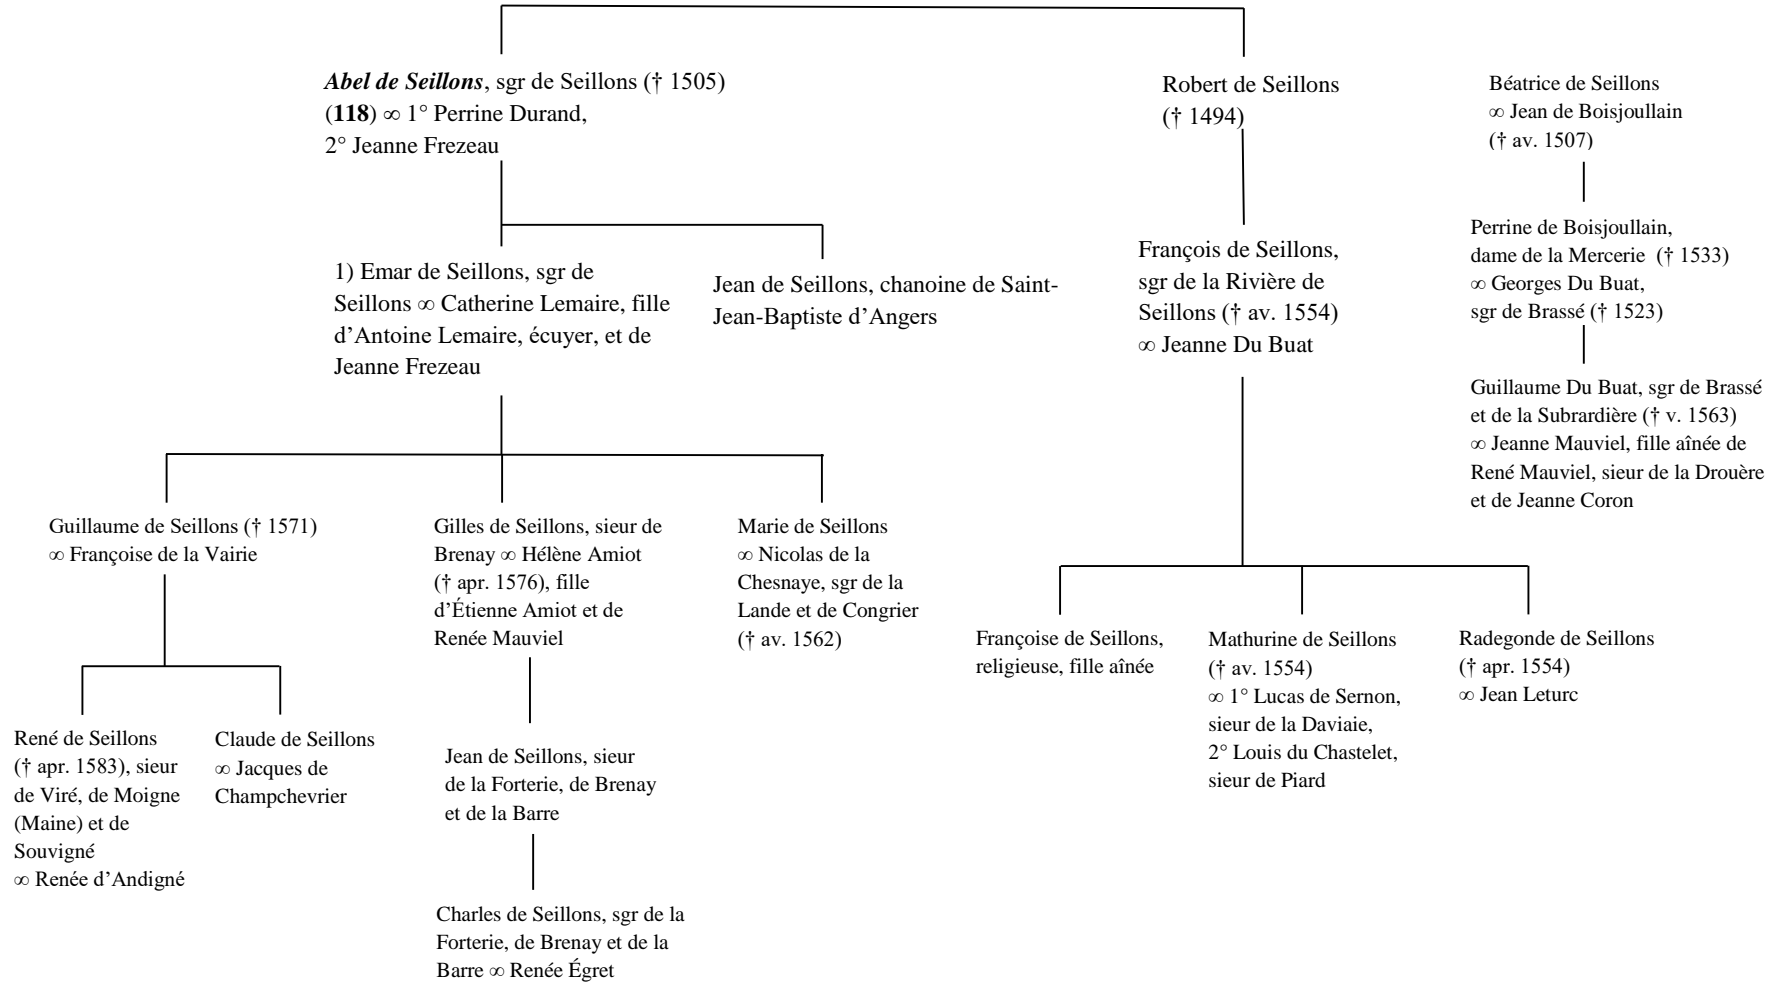 Abel de Seillons, sgr de Seillons († 1505)
(118) ∞ 1° Perrine Durand,
2° Jeanne Frezeau
Robert de Seillons
(† 1494)
Béatrice de Seillons
∞ Jean de Boisjoullain
(† av. 1507)
1) Emar de Seillons, sgr de
Seillons ∞ Catherine Lemaire, fille
d’Antoine Lemaire, écuyer, et de
Jeanne Frezeau
Jean de Seillons, chanoine de Saint-
Jean-Baptiste d’Angers
François de Seillons,
sgr de la Rivière de
Seillons († av. 1554)
∞ Jeanne Du Buat
Perrine de Boisjoullain,
dame de la Mercerie († 1533)
∞ Georges Du Buat,
sgr de Brassé († 1523)
Guillaume Du Buat, sgr de Brassé
et de la Subrardière († v. 1563)
∞ Jeanne Mauviel, fille aînée de
René Mauviel, sieur de la Drouère
et de Jeanne Coron
Guillaume de Seillons († 1571)
∞ Françoise de la Vairie
Gilles de Seillons, sieur de
Brenay ∞ Hélène Amiot
(† apr. 1576), fille
d’Étienne Amiot et de
Renée Mauviel
Marie de Seillons
∞ Nicolas de la
Chesnaye, sgr de la
Lande et de Congrier
(† av. 1562)
Françoise de Seillons,
religieuse, fille aînée
Mathurine de Seillons
(† av. 1554)
∞ 1° Lucas de Sernon,
sieur de la Daviaie,
2° Louis du Chastelet,
sieur de Piard
Radegonde de Seillons
(† apr. 1554)
∞ Jean Leturc
René de Seillons
(† apr. 1583), sieur
de Viré, de Moigne
(Maine) et de
Souvigné
∞ Renée d’Andigné
Claude de Seillons
∞ Jacques de
Champchevrier
Jean de Seillons, sieur
de la Forterie, de Brenay
et de la Barre
Charles de Seillons, sgr de la
Forterie, de Brenay et de la
Barre ∞ Renée Égret